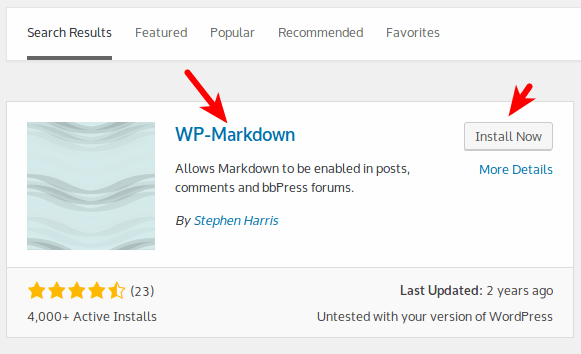 Search Results Featured Popular Recommended Favorites
WP-Markdown
Install Now
Allows Markdown to be enabled in posts,
comments and bbPress forums.
More Details
By Stephen Harris
(23)
Last Updated: 2 years ago
4,000+ Active Installs
Untested with your version of WordPress